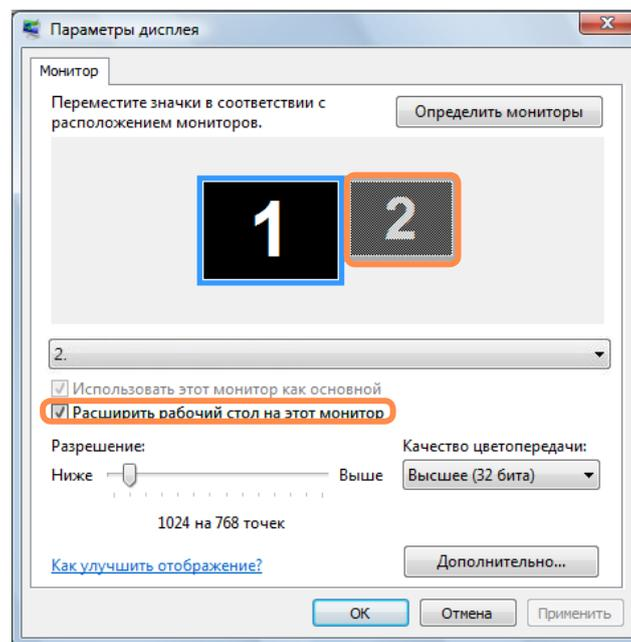 Параметры дисплея
Монитор
Переместите значки в соответствии с
расположением мониторов.
Определить мониторы
1
2
2.
Использовать этот монитор как основной
Расширить рабочий стол на этот монитор
Разрешение:
Ниже
Выше
1024 на 768 точек
Качество цветопередачи:
Высшее (32 бита)
Как улучшить отображение?
Дополнительно...
ОК
Отмена
Применить